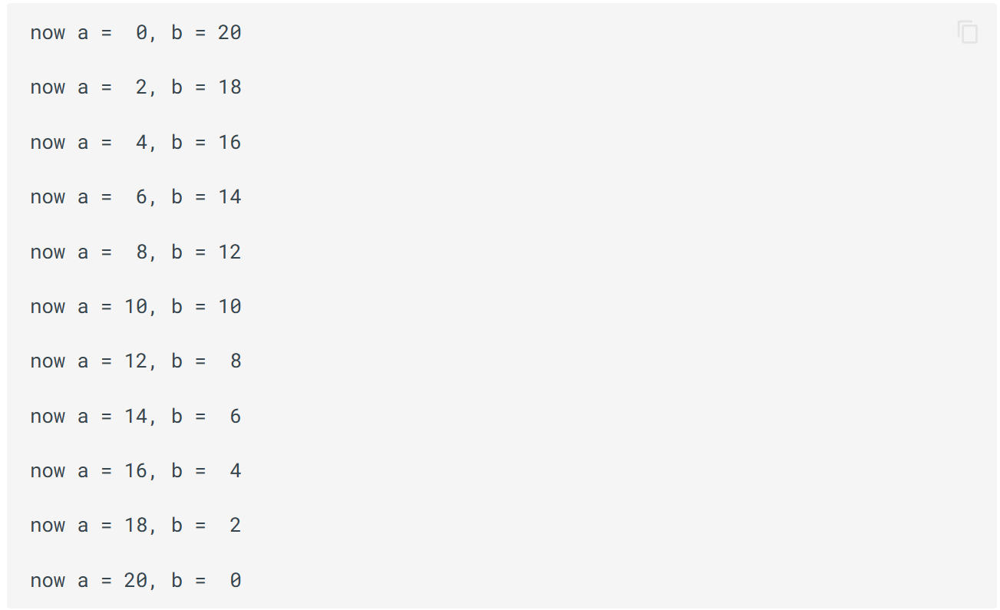 now a =  0, b = 20
now a =  2, b = 18
now a =  4, b = 16
now a =  6, b = 14
now a =  8, b = 12
now a = 10, b = 10
now a = 12, b =  8
now a = 14, b =  6
now a = 16, b =  4
now a = 18, b =  2
now a = 20, b =  0